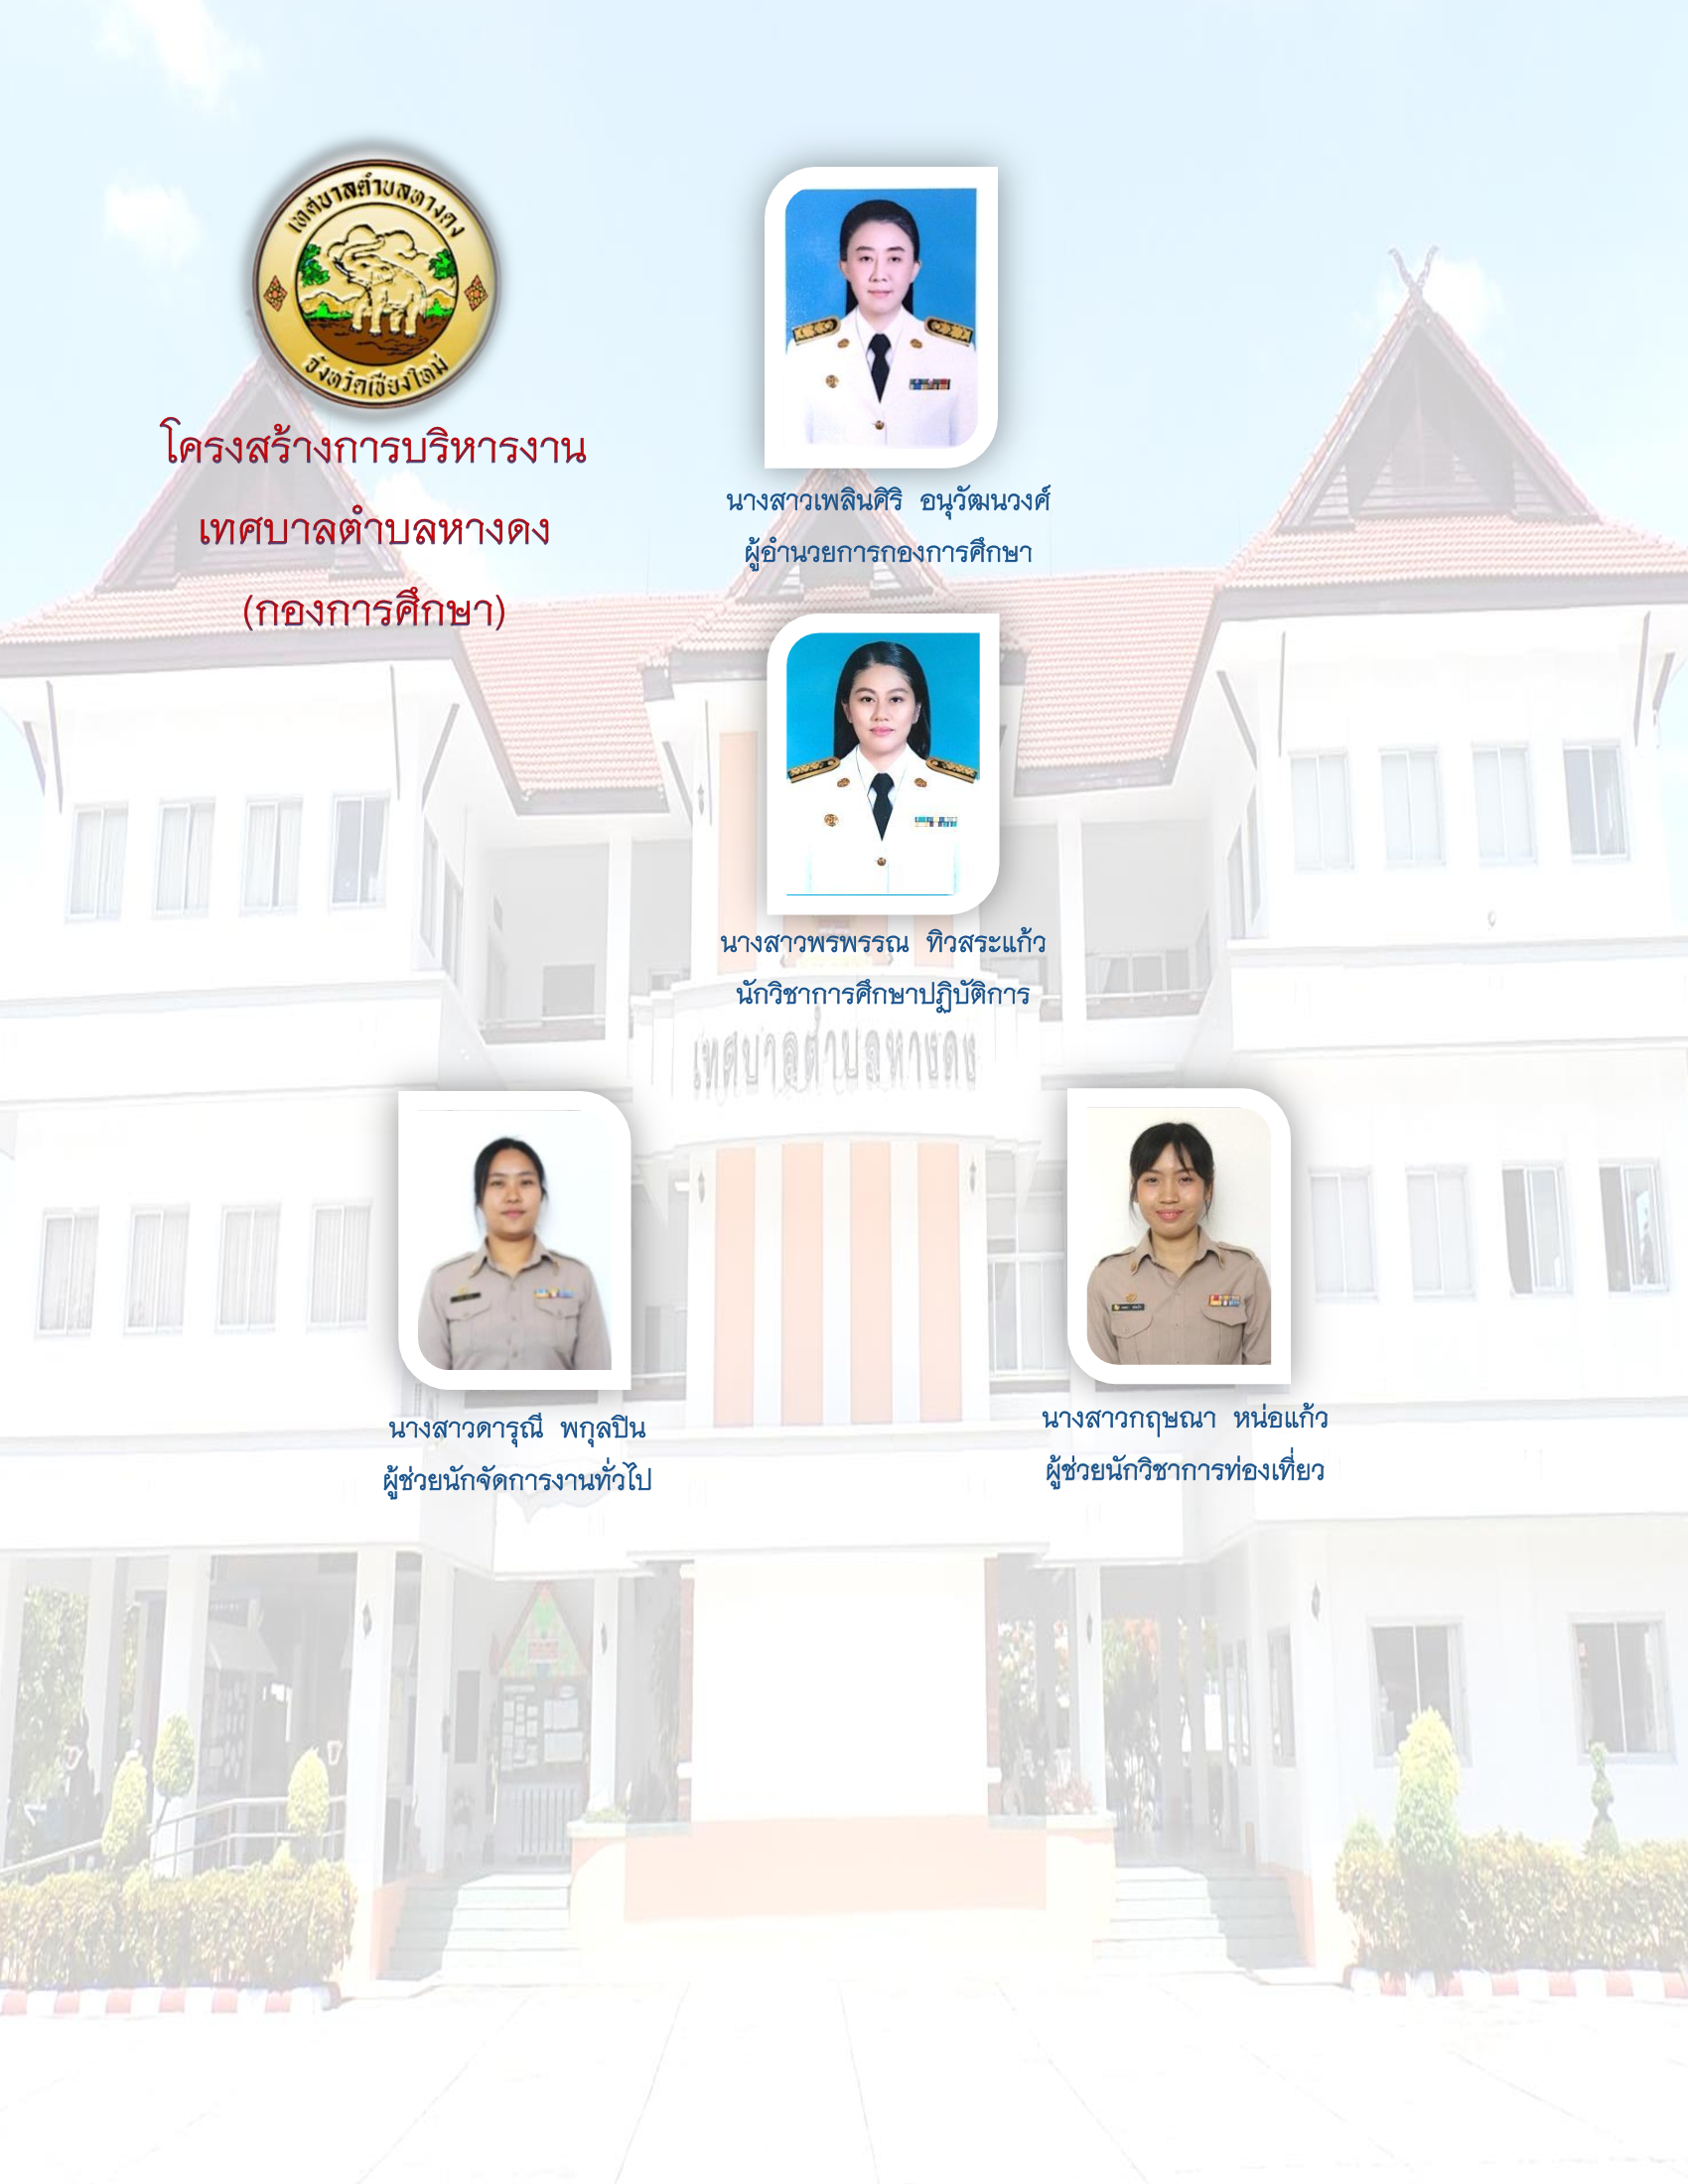 เทศบาลตำบลหางดง
จังหวัดเชียงใหม่
โครงสร้างการบริหารงาน
เทศบาลตำบลหางดง
(กองการศึกษา)
นางสาวเพลินศิริ อนุวัฒนวงศ์
ผู้อำนวยการกองการศึกษา
นางสาวพรพรรณ ทิวสระแก้ว
นักวิชาการศึกษาปฏิบัติการ
เทศบาลตำบลหางดง
นางสาวดารุณี พกุลปิน
ผู้ช่วยนักจัดการงานทั่วไป
นางสาวกฤษณา หน่อแก้ว
ผู้ช่วยนักวิชาการท่องเที่ยว